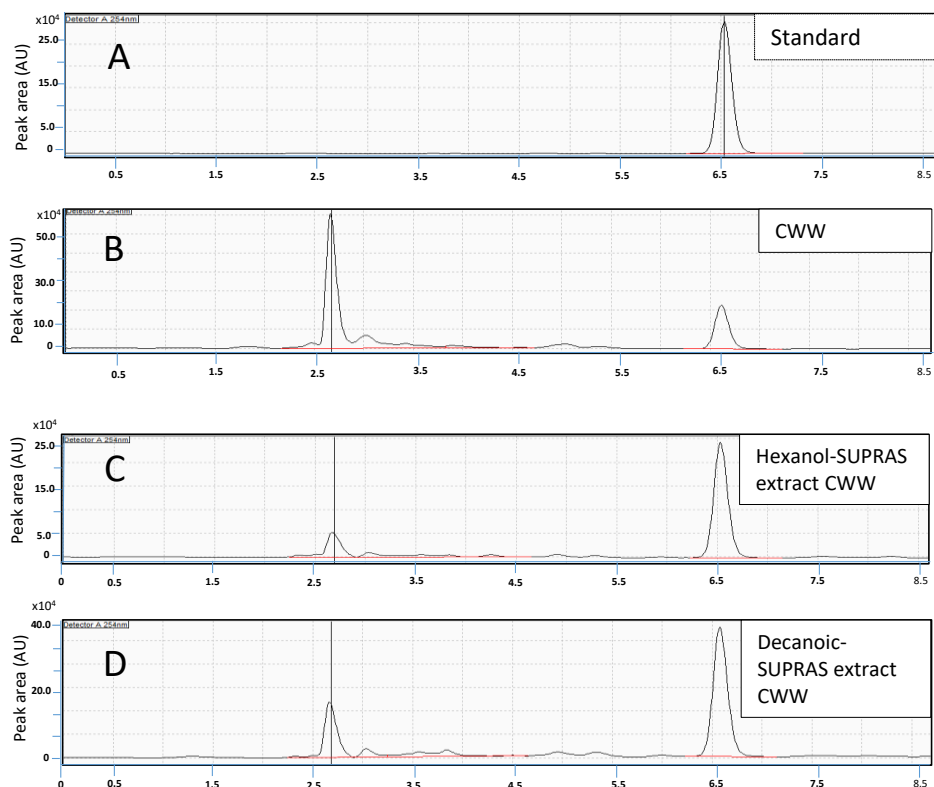 x10⁴
Detector A 254nm
Peak area (AU)
25.0
15.0
5.0
0
A
Standard
0.5 1.5 2.5 3.5 4.5 5.5 6.5 7.5 8.5
x10⁴
Detector A 254nm
Peak area (AU)
50.0
30.0
10.0
0
B
CWW
0.5 1.5 2.5 3.5 4.5 5.5 6.5 7.5 8.5
x10⁴
Detector A 254nm
Peak area (AU)
25.0
15.0
5.0
0
C
Hexanol-SUPRAS
extract CWW
0 0.5 1.5 2.5 3.5 4.5 5.5 6.5 7.5 8.5
x10⁴
Detector A 254nm
Peak area (AU)
40.0
20.0
0
D
Decanoic-
SUPRAS extract
CWW
0 0.5 1.5 2.5 3.5 4.5 5.5 6.5 7.5 8.5